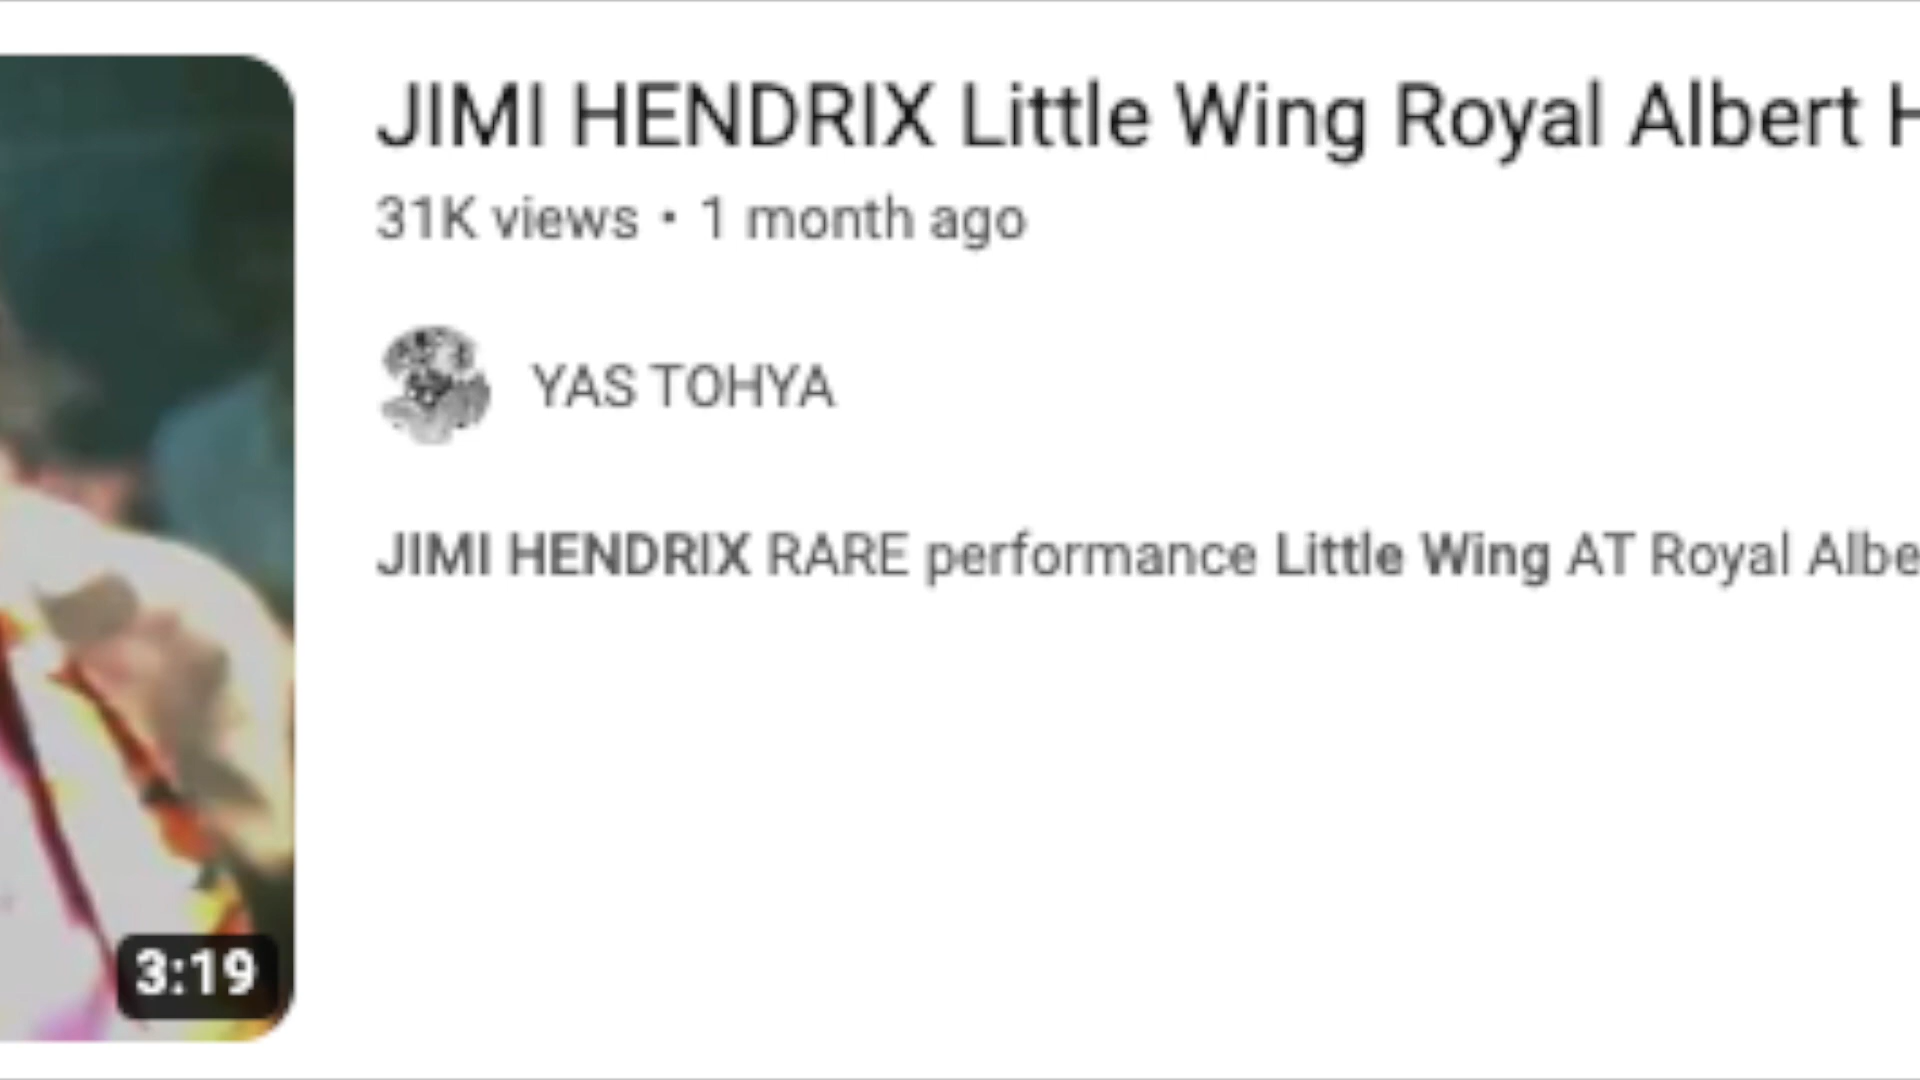 JIMI HENDRIX Little Wing Royal Albert H
31K views • 1 month ago
YAS TOHYA
JIMI HENDRIX RARE performance Little Wing AT Royal Albe
3:19